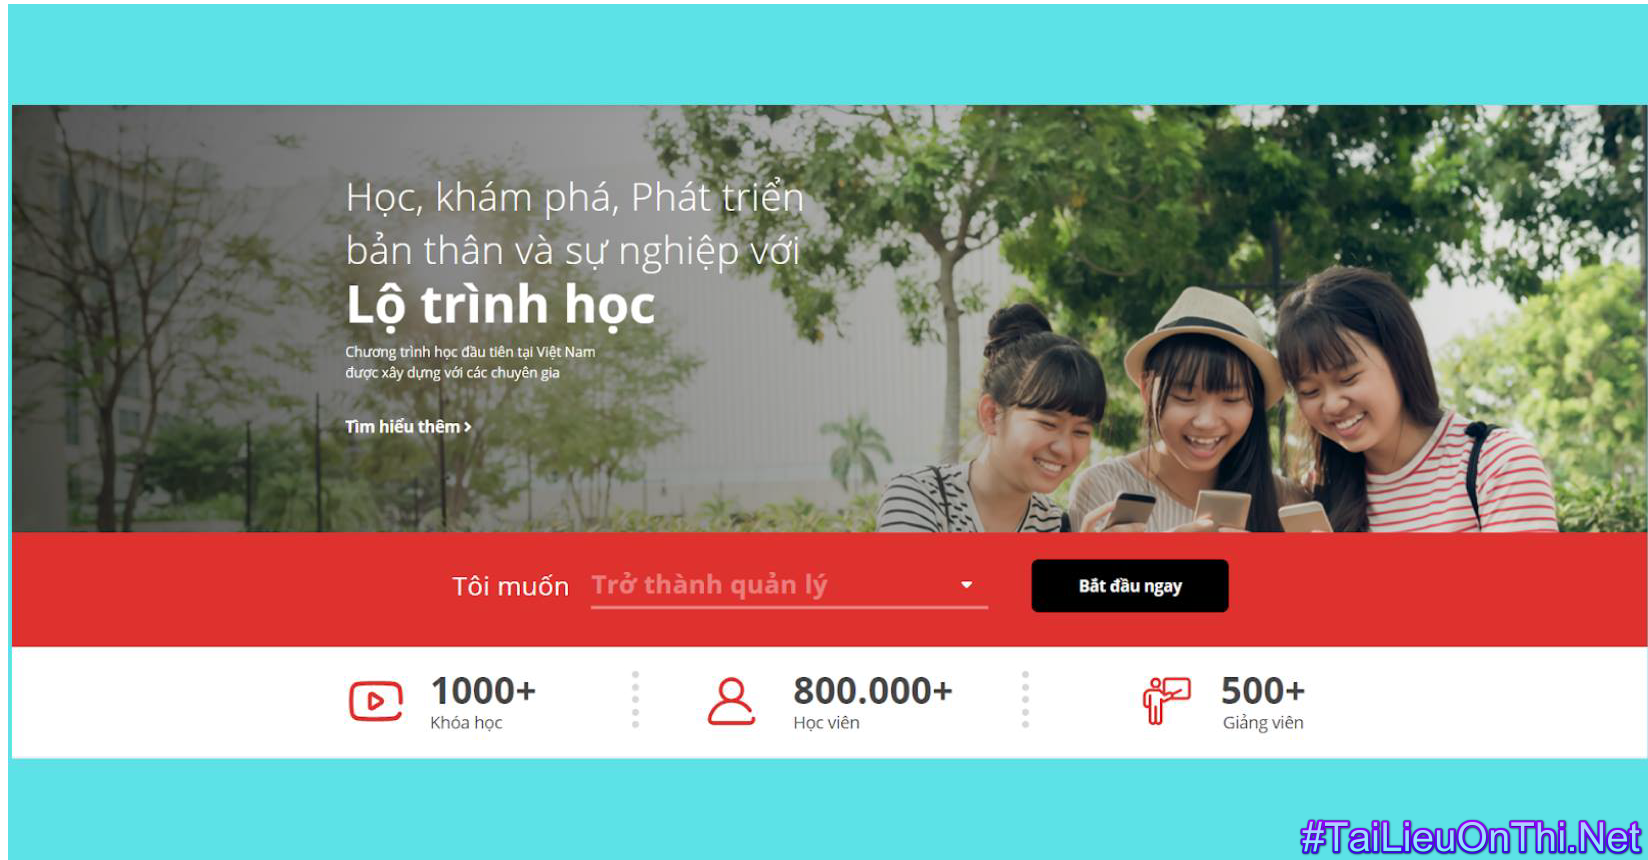 Học, khám phá, Phát triển
bản thân và sự nghiệp với
Lộ trình học
Chương trình học đầu tiên tại Việt Nam
được xây dựng với các chuyên gia
Tìm hiểu thêm >
Tôi muốn Trở thành quản lý Bắt đầu ngay
1000+ 800.000+ 500+
Khóa học Học viên Giảng viên
#TaiLieuOnThi.Net